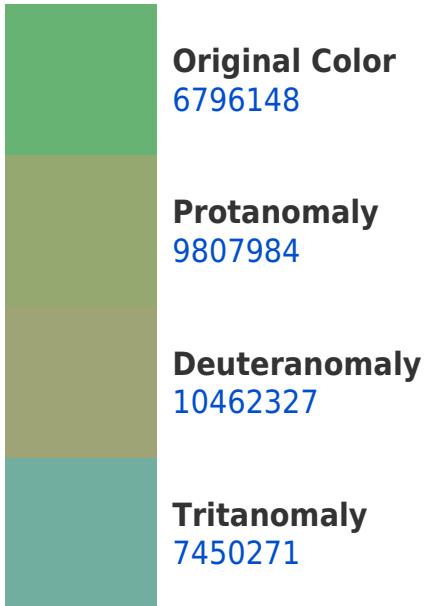 Original Color
6796148
Protanomaly
9807984
Deuteranomaly
10462327
Tritanomaly
7450271